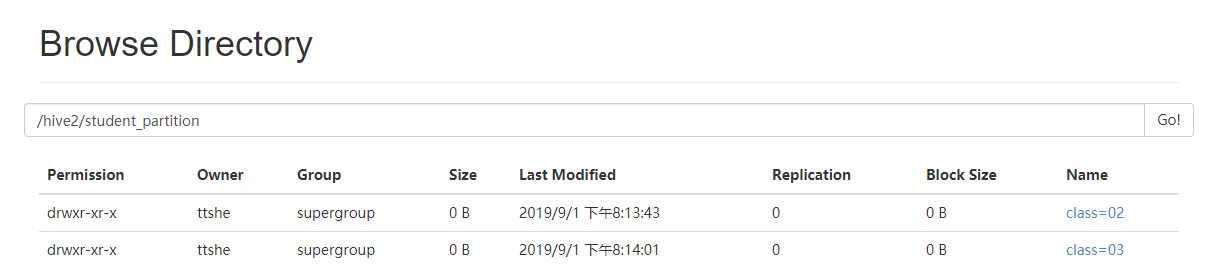 Browse Directory
/hive2/student_partition Go!
Permission Owner Group Size Last Modified Replication Block Size Name
drwxr-xr-x ttshe supergroup 0 B 2019/9/1 下午8:13:43 0 0 B class=02
drwxr-xr-x ttshe supergroup 0 B 2019/9/1 下午8:14:01 0 0 B class=03